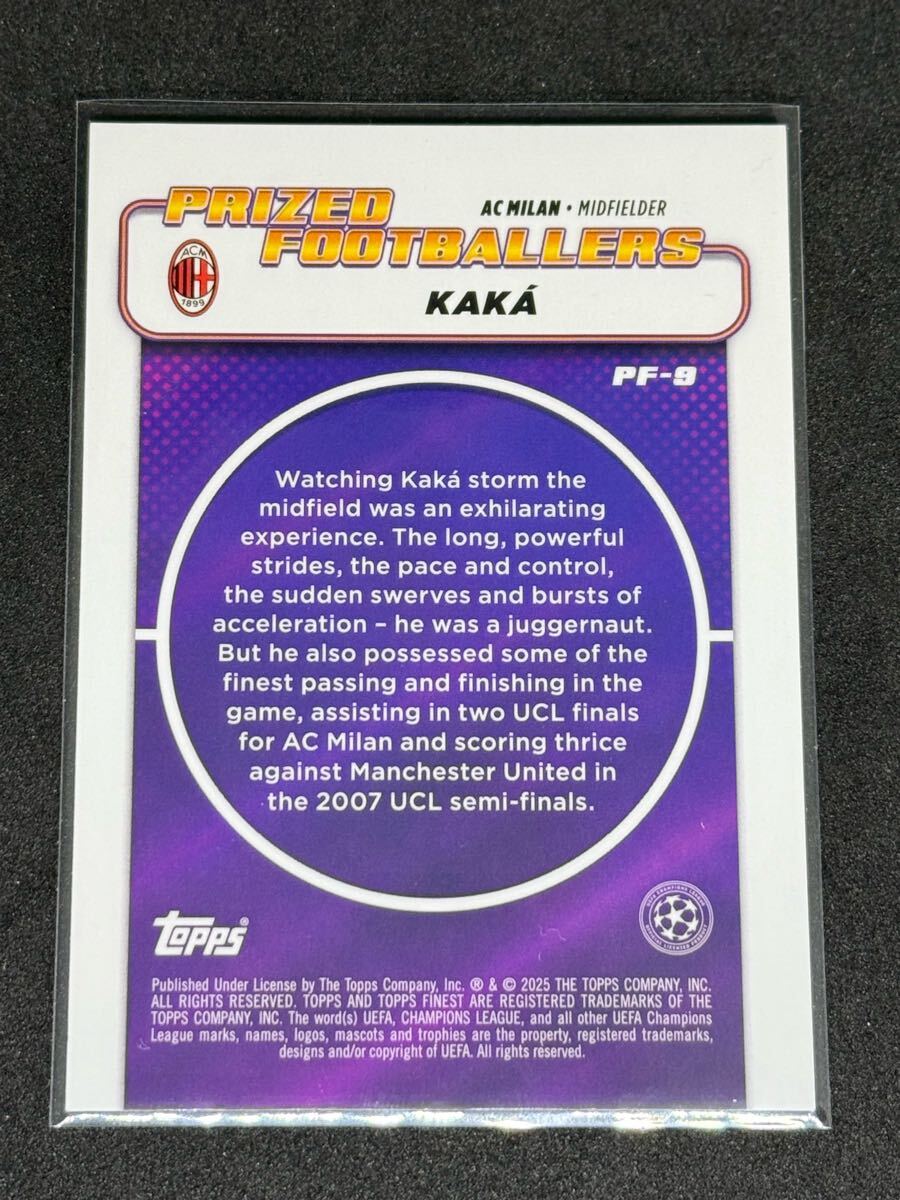 PRIZED
FOOTBALLERS
AC MILAN • MIDFIELDER
ACM
1899
KAKÁ
PF-9
Watching Kaká storm the
midfield was an exhilarating
experience. The long, powerful
strides, the pace and control,
the sudden swerves and bursts of
acceleration – he was a juggernaut.
But he also possessed some of the
finest passing and finishing in the
game, assisting in two UCL finals
for AC Milan and scoring thrice
against Manchester United in
the 2007 UCL semi-finals.
topps®
UEFA CHAMPIONS LEAGUE
OFFICIAL LICENSED PRODUCT
Published Under License by The Topps Company, Inc. ® & © 2025 THE TOPPS COMPANY, INC.
ALL RIGHTS RESERVED. TOPPS AND TOPPS FINEST ARE REGISTERED TRADEMARKS OF THE
TOPPS COMPANY, INC. The word(s) UEFA, CHAMPIONS LEAGUE, and all other UEFA Champions
League marks, names, logos, mascots and trophies are the property, registered trademarks,
designs and/or copyright of UEFA. All rights reserved.